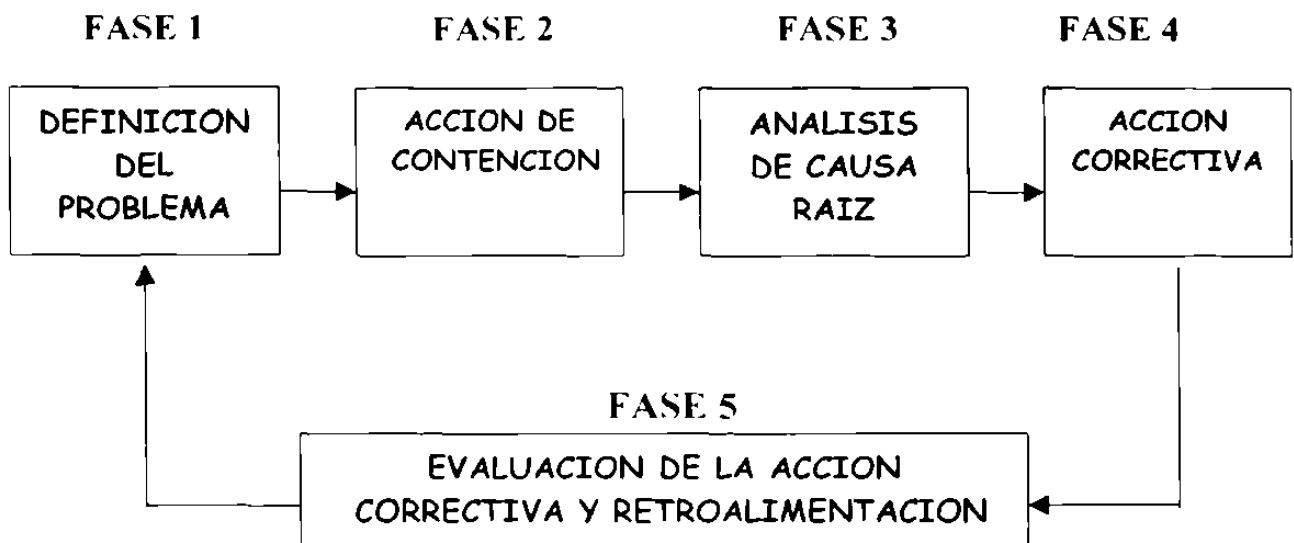 FASE 1
FASE 2
FASE 3
FASE 4
DEFINICION
DEL
PROBLEMA
ACCION DE
CONTENCION
ANALISIS
DE CAUSA
RAIZ
ACCION
CORRECTIVA
FASE 5
EVALUACION DE LA ACCION
CORRECTIVA Y RETROALIMENTACION